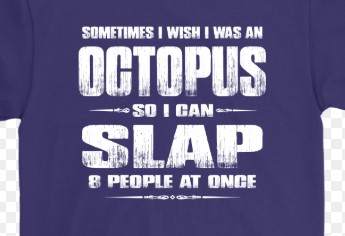 SOMETIMES I WISH I WAS AN
OCTOPUS
SO I CAN
SLAP
8 PEOPLE AT ONCE